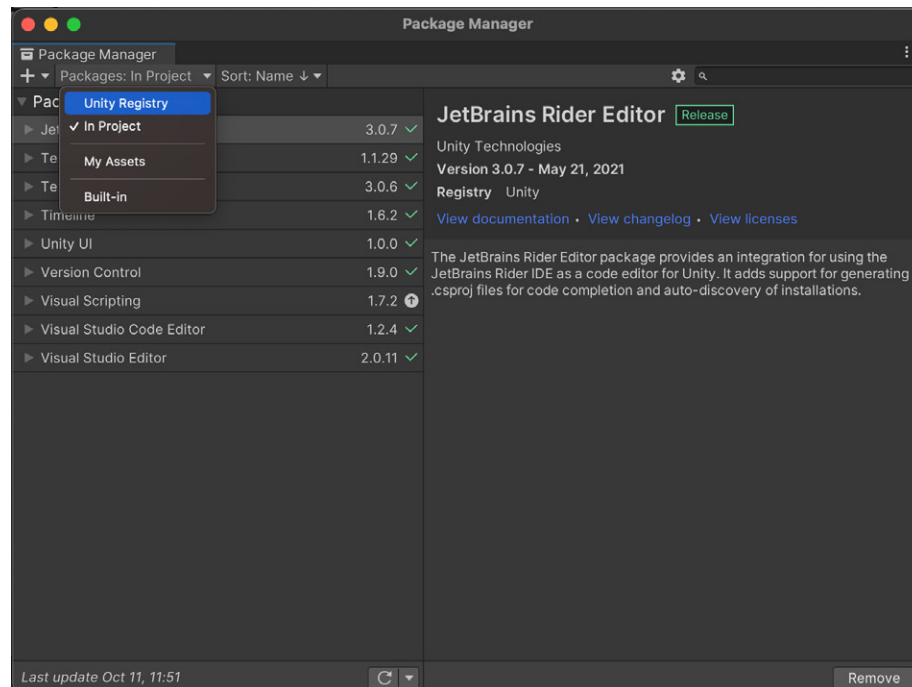 Package Manager
Package Manager
Packages: In Project
Sort: Name
Pac
Unity Registry
In Project
My Assets
Built-in
Je
3.0.7
Te
1.1.29
Te
3.0.6
Timeline
1.6.2
Unity UI
1.0.0
Version Control
1.9.0
Visual Scripting
1.7.2
Visual Studio Code Editor
1.2.4
Visual Studio Editor
2.0.11
Last update Oct 11, 11:51
JetBrains Rider Editor Release
Unity Technologies
Version 3.0.7 - May 21, 2021
Registry Unity
View documentation • View changelog • View licenses
The JetBrains Rider Editor package provides an integration for using the
JetBrains Rider IDE as a code editor for Unity. It adds support for generating
.csproj files for code completion and auto-discovery of installations.
Remove